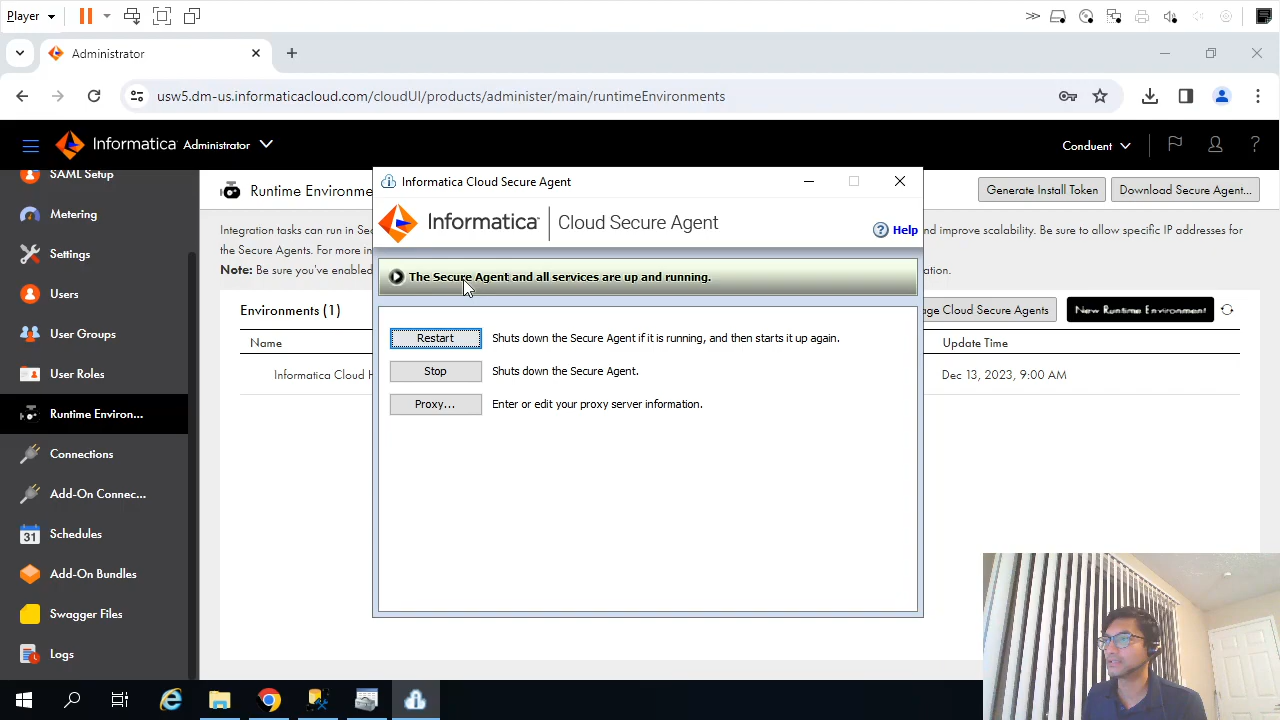 Player
Administrator
usw5.dm-us.informaticacloud.com/cloudUI/products/administer/main/runtimeEnvironments
Informatica Administrator
Conduent
SAML Setup
Metering
Settings
Users
User Groups
User Roles
Runtime Environ...
Connections
Add-On Connec...
Schedules
31
Add-On Bundles
Swagger Files
Logs
Runtime Environme
Generate Install Token
Download Secure Agent...
Integration tasks can run in Sec
and improve scalability. Be sure to allow specific IP addresses for
the Secure Agents. For more in
Note: Be sure you've enabled
ation.
Environments (1)
age Cloud Secure Agents
New Runtime Environment
Name
Update Time
Informatica Cloud H
Dec 13, 2023, 9:00 AM
Informatica Cloud Secure Agent
Informatica Cloud Secure Agent
Help
The Secure Agent and all services are up and running.
Restart Shuts down the Secure Agent if it is running, and then starts it up again.
Stop Shuts down the Secure Agent.
Proxy... Enter or edit your proxy server information.